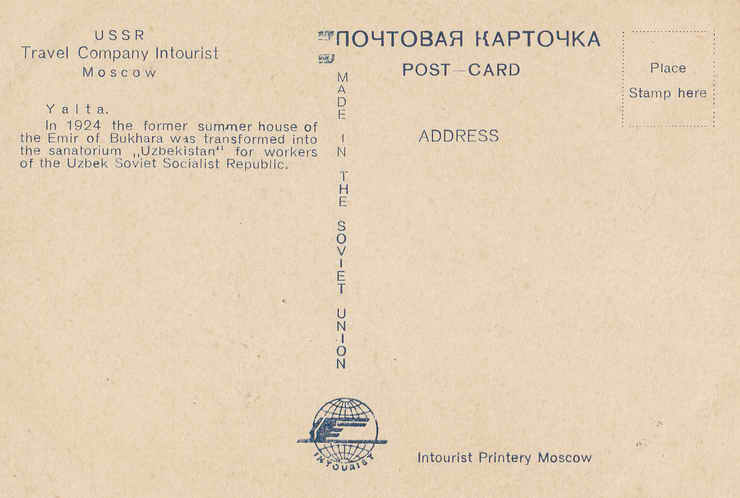 USSR
Travel Company Intourist
Moscow
Yalta.
In 1924 the former summer house of
the Emir of Bukhara was transformed into
the sanatorium „Uzbekistan" for workers
of the Uzbek Soviet Socialist Republic.
ПОЧТОВАЯ КАРТОЧКА
POST—CARD
Place
Stamp here
ADDRESS
MADE IN THE SOVIET UNION
INTOURIST
Intourist Printery Moscow